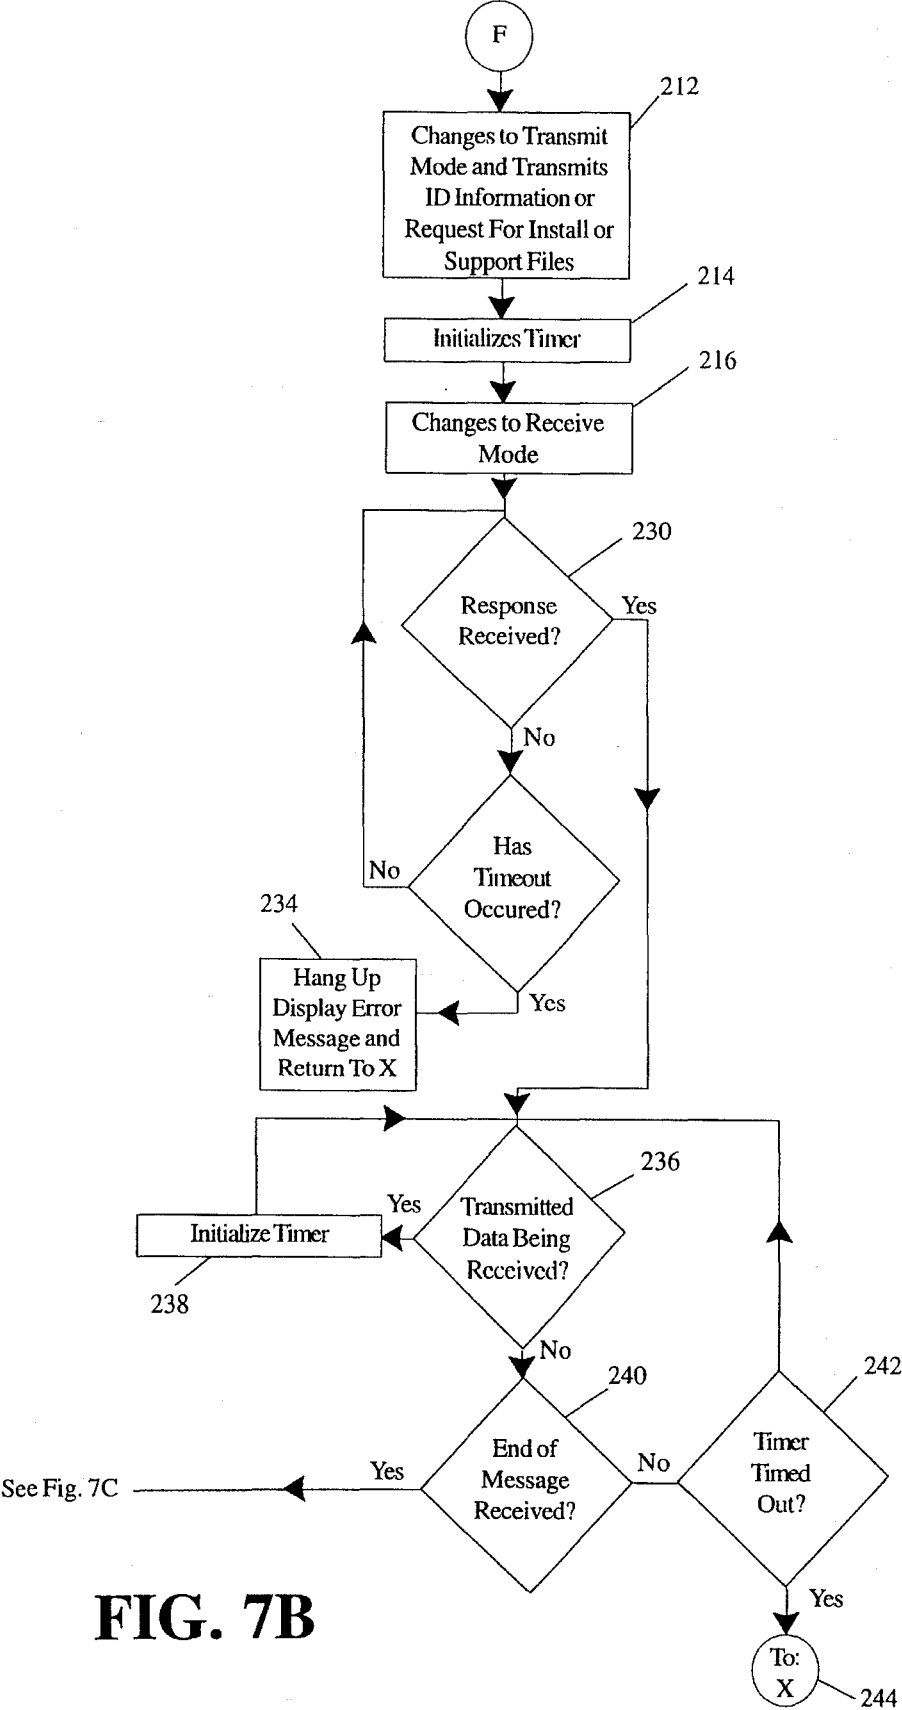 F
212
Changes to Transmit
Mode and Transmits
ID Information or
Request For Install or
Support Files
214
Initializes Timer
216
Changes to Receive
Mode
230
Response
Received?
Yes
No
Has
Timeout
Occured?
No
Yes
234
Hang Up
Display Error
Message and
Return To X
236
Transmitted
Data Being
Received?
Yes
Initialize Timer
238
No
240
End of
Message
Received?
No
242
Timer
Timed
Out?
Yes
See Fig. 7C
Yes
To:
X
244
FIG. 7B